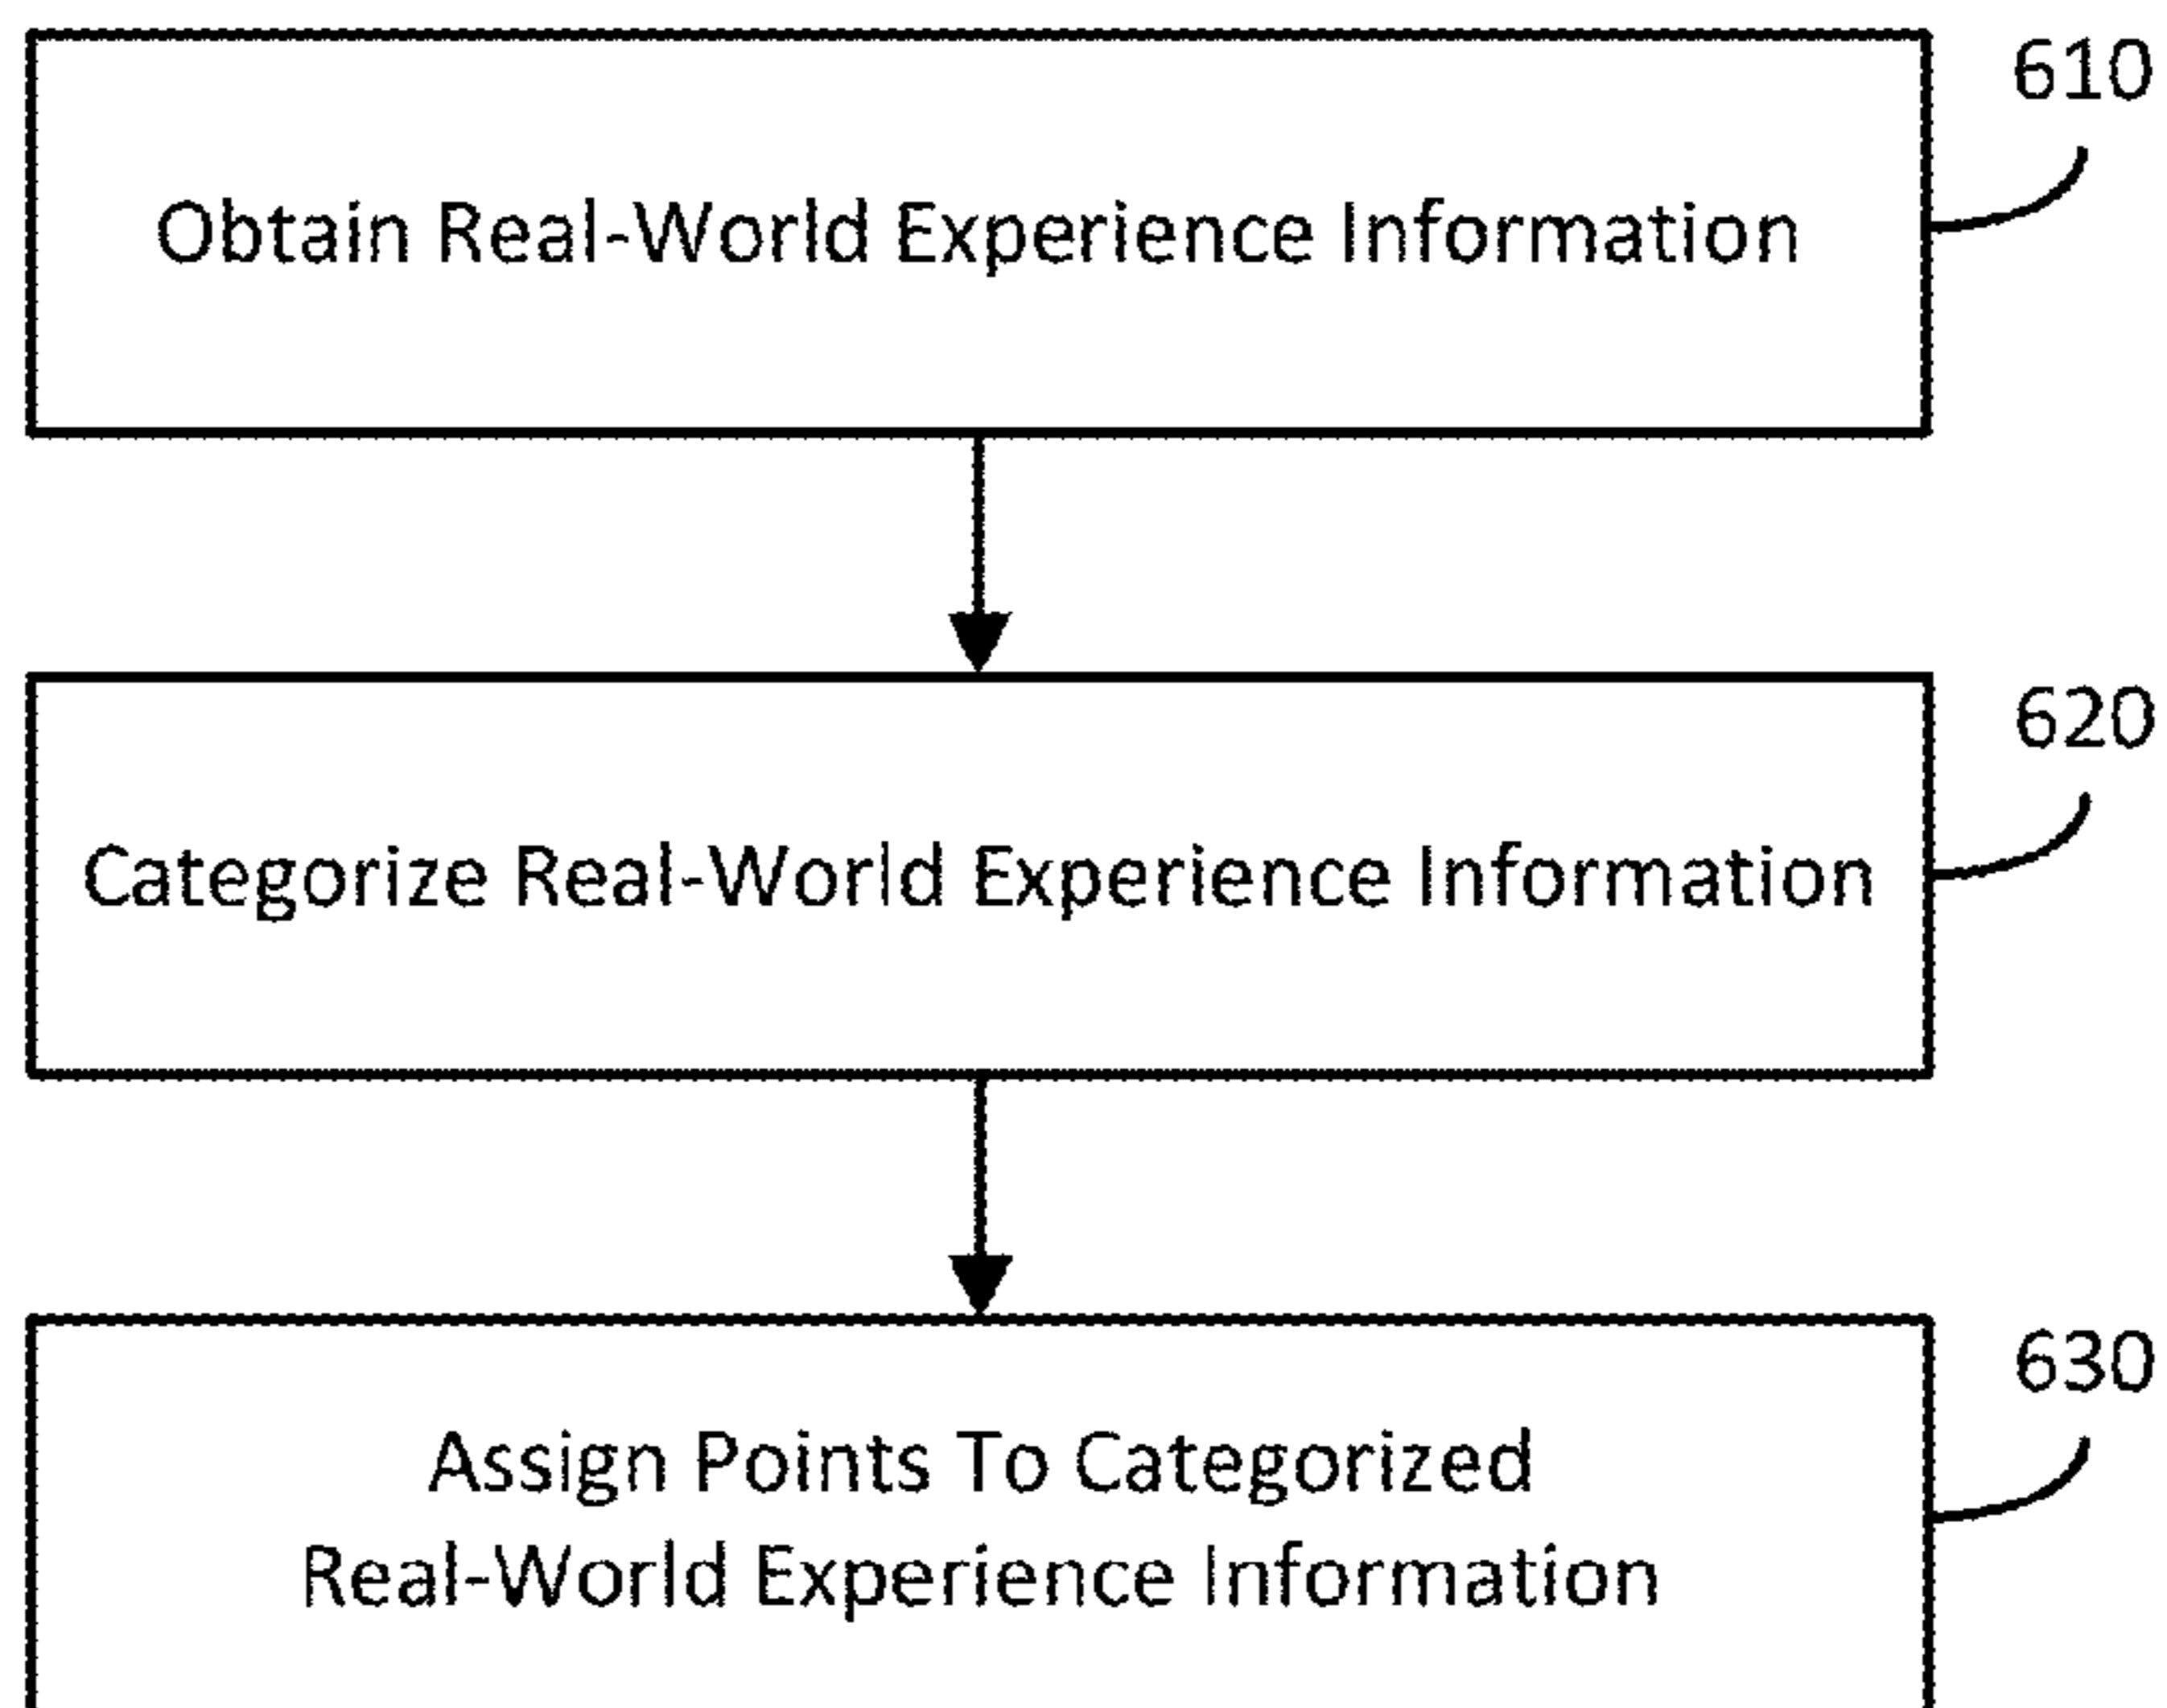 610
Obtain Real-World Experience Information
620
Categorize Real-World Experience Information
630
Assign Points To Categorized
Real-World Experience Information